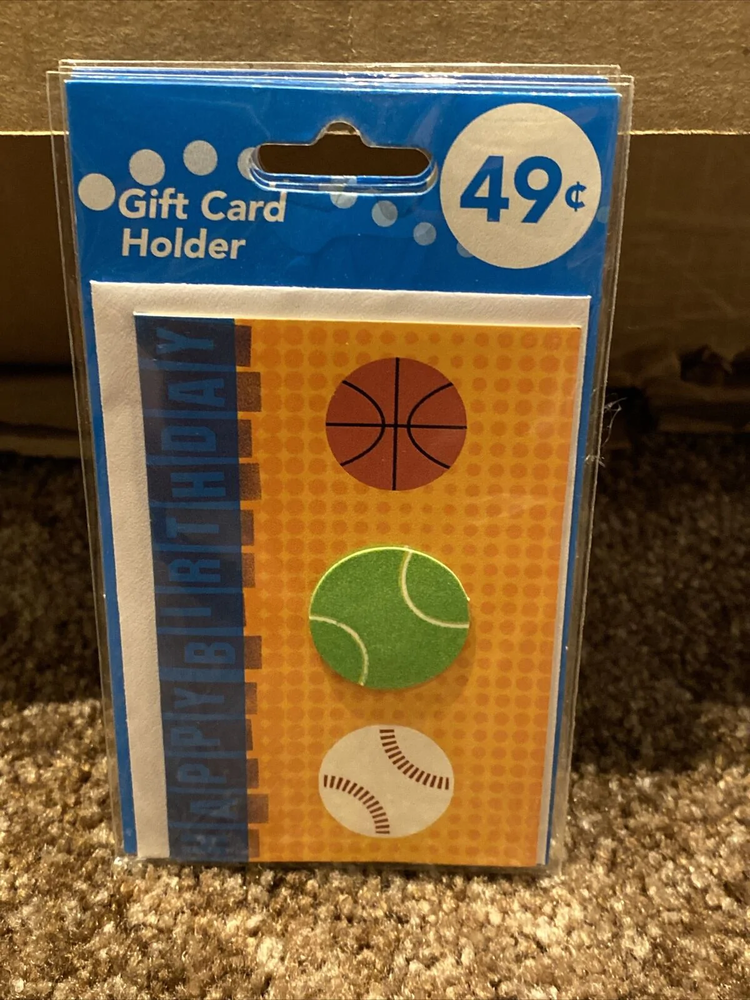 Gift Card
Holder
49¢
HAPPY BIRTHDAY